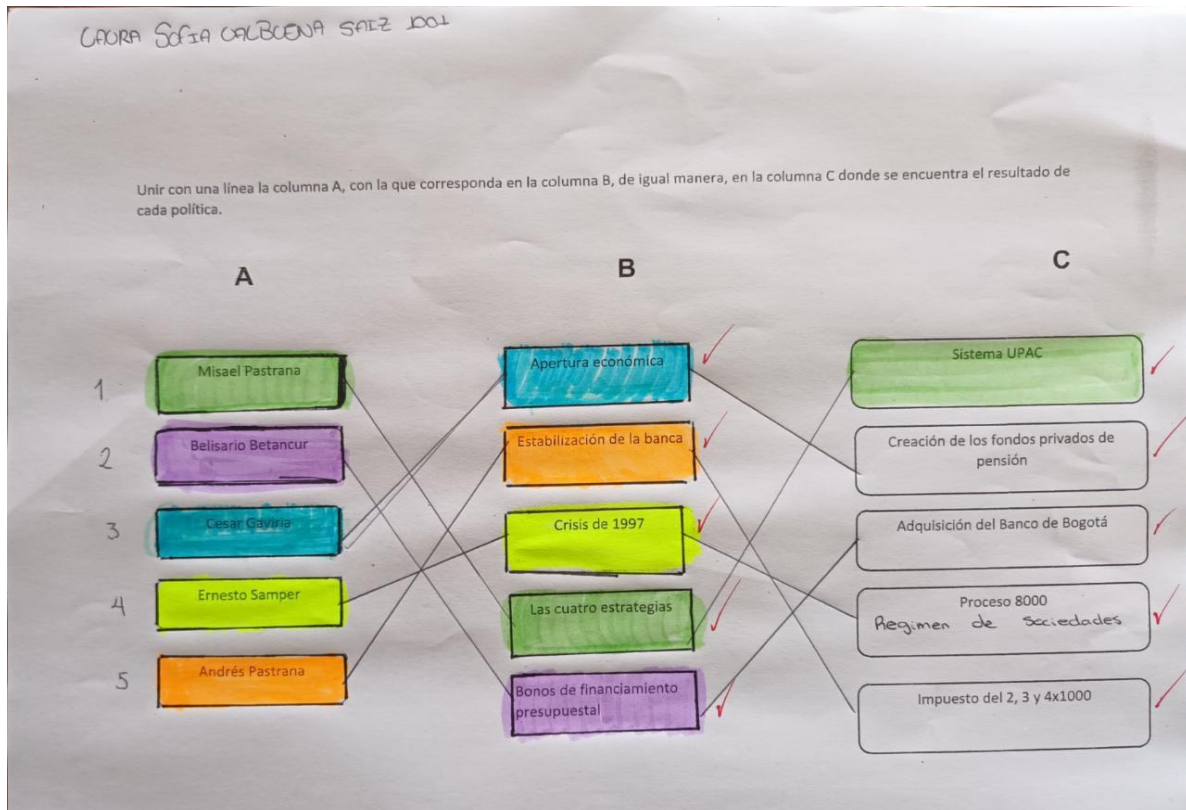 LAURA SOFIA VALBUENA SAIZ 1001
Unir con una línea la columna A, con la que corresponda en la columna B, de igual manera, en la columna C donde se encuentra el resultado de
cada política.
A
B
C
1
Misael Pastrana
Apertura económica
Sistema UPAC
2
Belisario Betancur
Estabilización de la banca
Creación de los fondos privados de
pensión
3
Cesar Gaviria
Crisis de 1997
Adquisición del Banco de Bogotá
4
Ernesto Samper
Las cuatro estrategias
Proceso 8000
Regimen de Sociedades
5
Andrés Pastrana
Bonos de financiamiento
presupuestal
Impuesto del 2, 3 y 4x1000